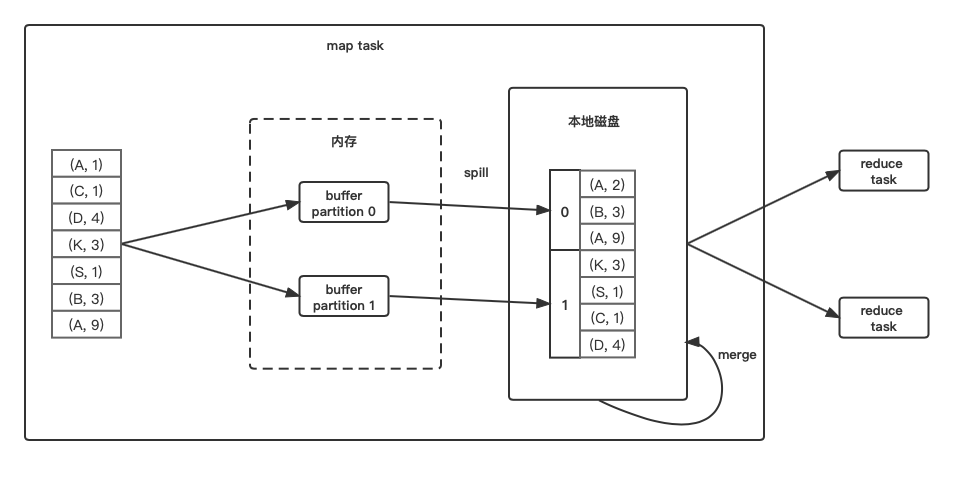 map task
(A, 1)
(C, 1)
(D, 4)
(K, 3)
(S, 1)
(B, 3)
(A, 9)
内存
buffer
partition 0
buffer
partition 1
spill
本地磁盘
0
(A, 2)
(B, 3)
(A, 9)
1
(K, 3)
(S, 1)
(C, 1)
(D, 4)
merge
reduce
task
reduce
task